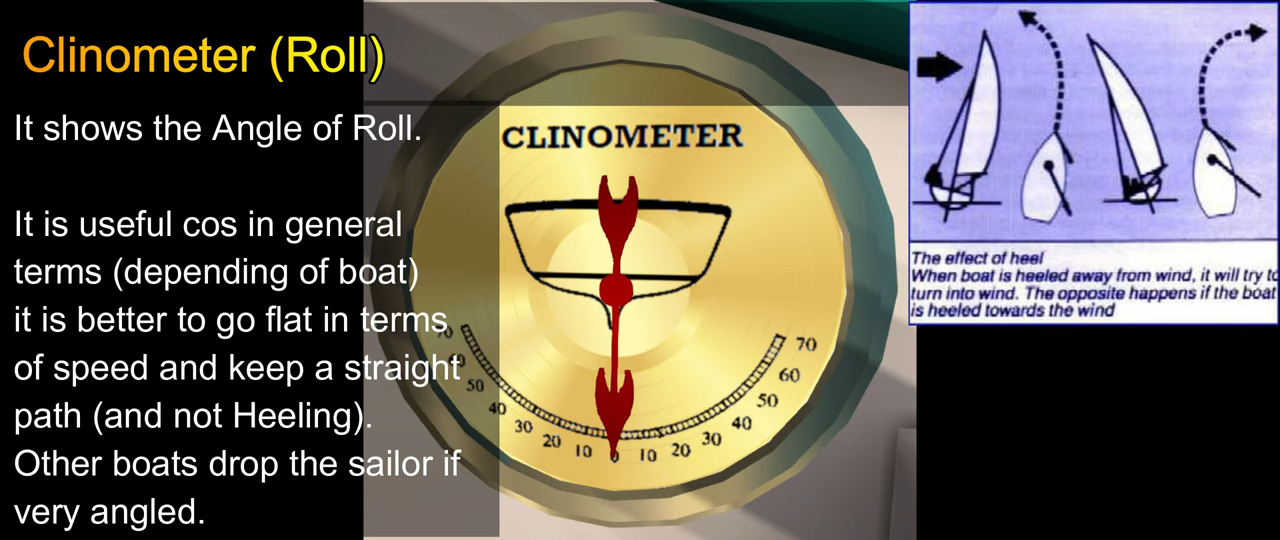 Clinometer (Roll)
It shows the Angle of Roll.
It is useful cos in general
terms (depending of boat)
it is better to go flat in terms
of speed and keep a straight
path (and not Heeling).
Other boats drop the sailor if
very angled.
CLINOMETER
70 60 50 40 30 20 10 0 10 20 30 40 50 60 70
The effect of heel
When boat is heeled away from wind, it will try to
turn into wind. The opposite happens if the boat
is heeled towards the wind